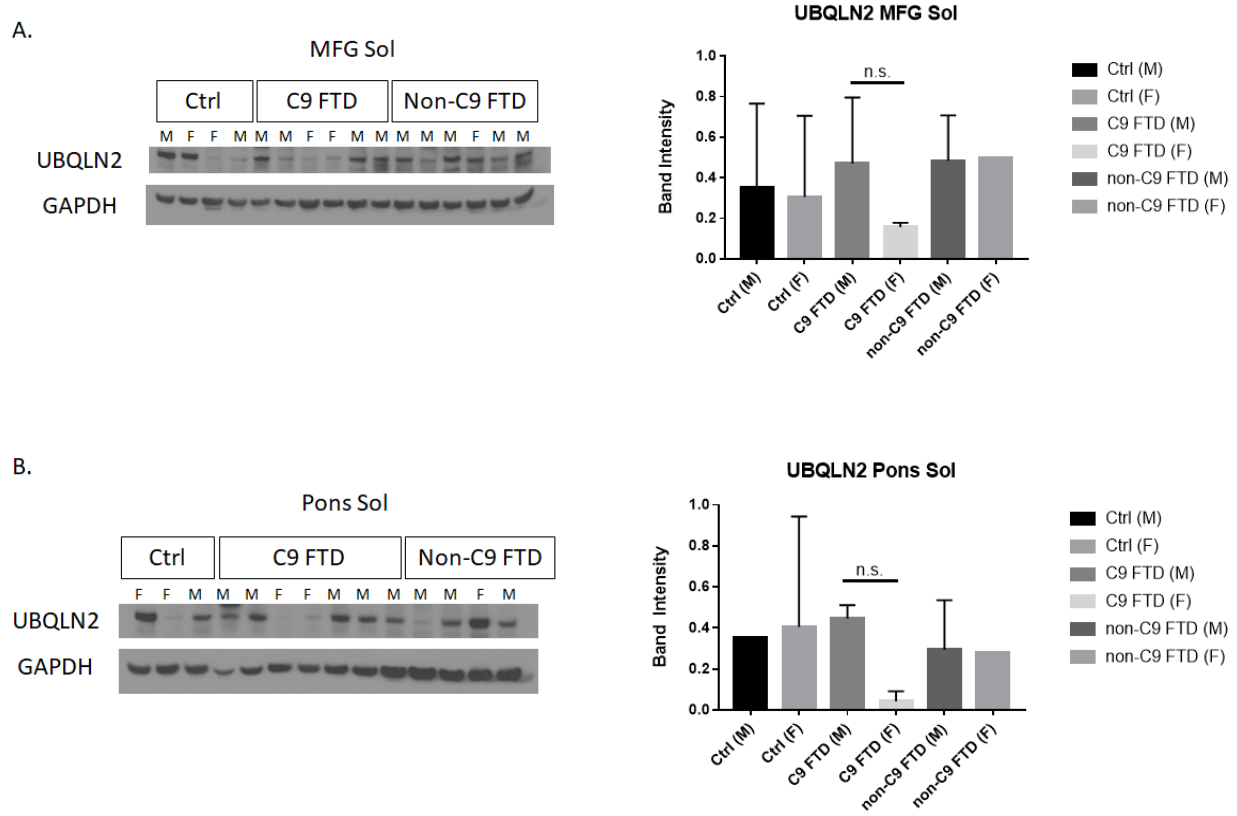 A.
MFG Sol
Ctrl C9 FTD Non-C9 FTD
M F F M M M F F M M M M M F M M
UBQLN2
GAPDH
UBQLN2 MFG Sol
Band Intensity
1.0
0.8
0.6
0.4
0.2
0.0
n.s.
Ctrl (M)
Ctrl (F)
C9 FTD (M)
C9 FTD (F)
non-C9 FTD (M)
non-C9 FTD (F)
Ctrl (M)
Ctrl (F)
C9 FTD (M)
C9 FTD (F)
non-C9 FTD (M)
non-C9 FTD (F)
B.
Pons Sol
Ctrl C9 FTD Non-C9 FTD
F F M M M F F M M M M M F M
UBQLN2
GAPDH
UBQLN2 Pons Sol
Band Intensity
1.0
0.8
0.6
0.4
0.2
0.0
n.s.
Ctrl (M)
Ctrl (F)
C9 FTD (M)
C9 FTD (F)
non-C9 FTD (M)
non-C9 FTD (F)
Ctrl (M)
Ctrl (F)
C9 FTD (M)
C9 FTD (F)
non-C9 FTD (M)
non-C9 FTD (F)